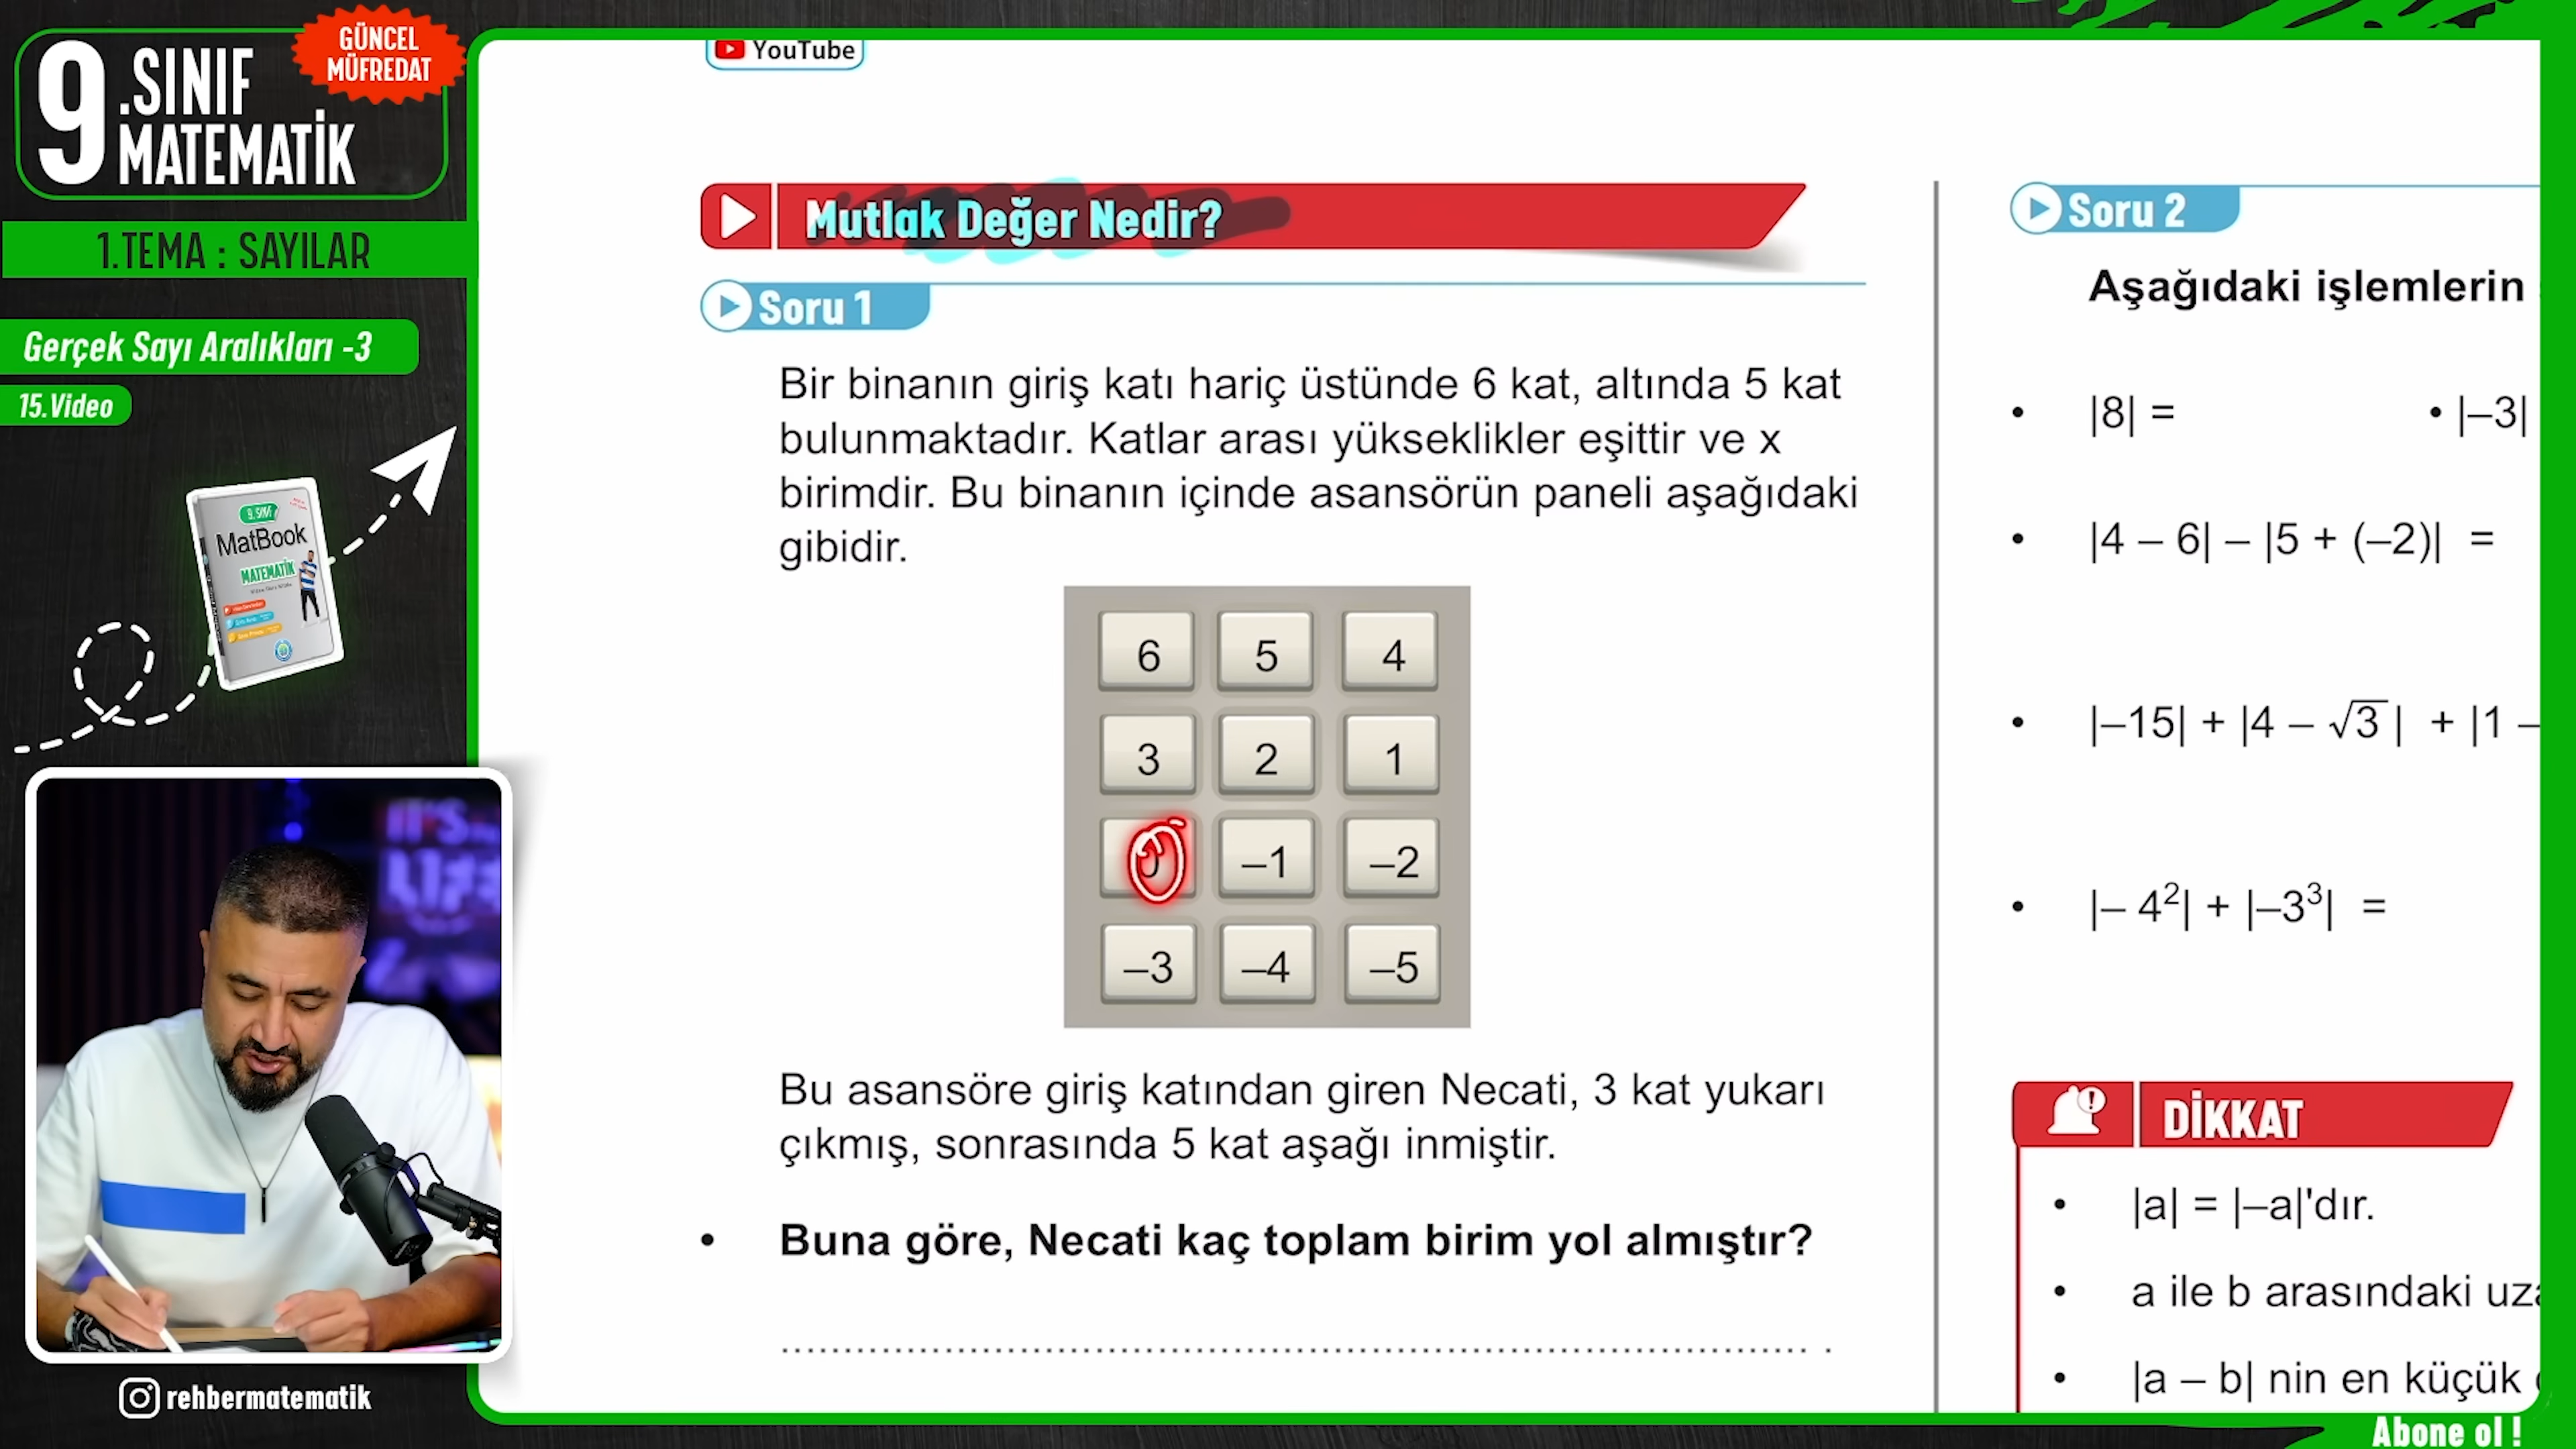 9.SINIF
MATEMATİK
GÜNCEL
MÜFREDAT
1.TEMA : SAYILAR
Gerçek Sayı Aralıkları -3
15.Video
9. SINIF
MatBook
MATEMATİK
rehbermatematik
YouTube
Mutlak Değer Nedir?
Soru 1
Bir binanın giriş katı hariç üstünde 6 kat, altında 5 kat
bulunmaktadır. Katlar arası yükseklikler eşittir ve x
birimdir. Bu binanın içinde asansörün paneli aşağıdaki
gibidir.
6 5 4
3 2 1
0 –1 –2
–3 –4 –5
Bu asansöre giriş katından giren Necati, 3 kat yukarı
çıkmış, sonrasında 5 kat aşağı inmiştir.
• Buna göre, Necati kaç toplam birim yol almıştır?
Soru 2
Aşağıdaki işlemlerin
• |8| = • |–3|
• |4 – 6| – |5 + (–2)| =
• |–15| + |4 – √3| + |1 –
• |– 4²| + |–3³| =
DİKKAT
• |a| = |–a|'dır.
• a ile b arasındaki
• |a – b| nin en küçük
Abone ol !